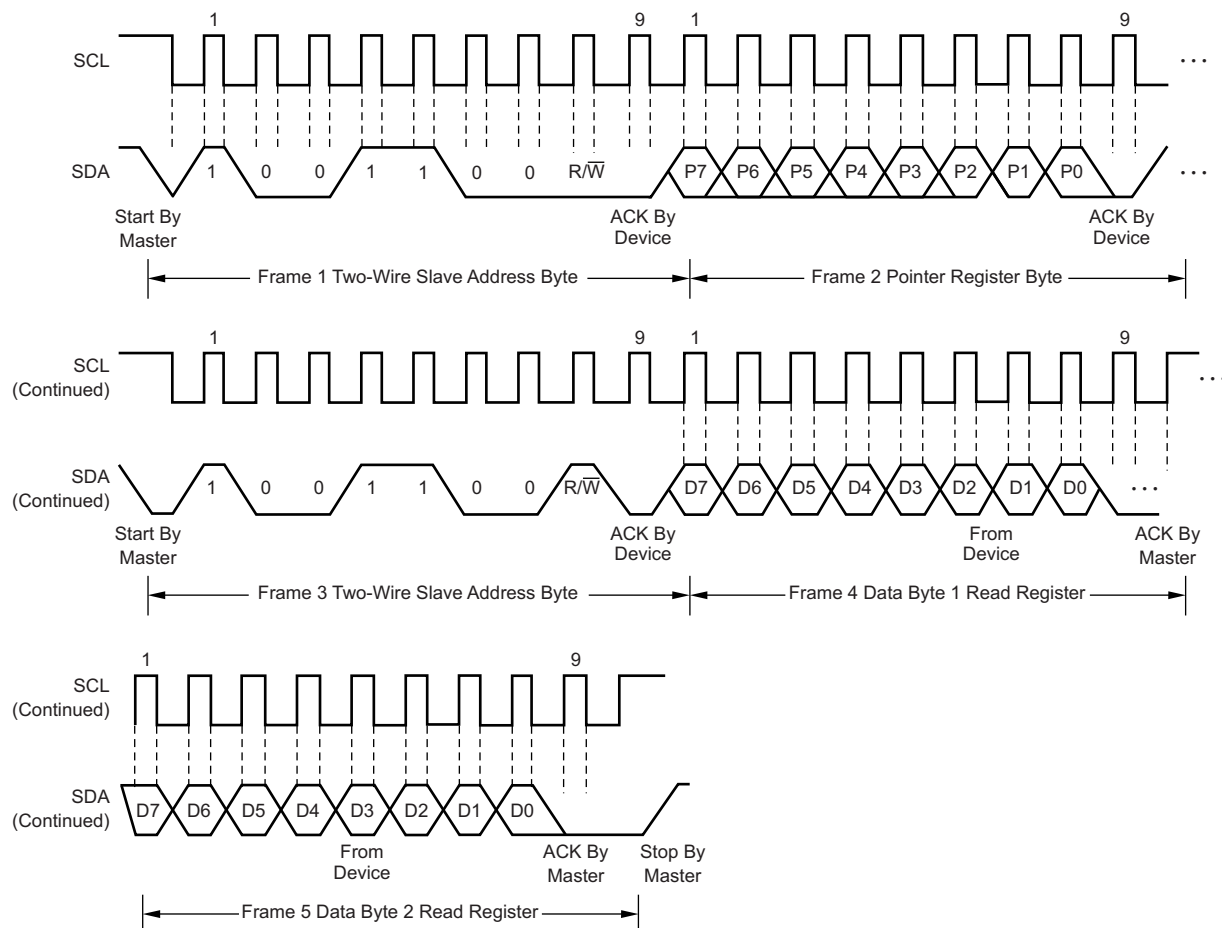 1 9 1 9
SCL
...
SDA
1 0 0 1 1 0 0 R/W̅ P7 P6 P5 P4 P3 P2 P1 P0 ...
Start By
Master
ACK By
Device
ACK By
Device
Frame 1 Two-Wire Slave Address Byte
Frame 2 Pointer Register Byte
1 9 1 9
SCL
(Continued)
...
SDA
(Continued)
1 0 0 1 1 0 0 R/W̅ D7 D6 D5 D4 D3 D2 D1 D0 ...
Start By
Master
ACK By
Device
From
Device
ACK By
Master
Frame 3 Two-Wire Slave Address Byte
Frame 4 Data Byte 1 Read Register
1 9
SCL
(Continued)
SDA
(Continued)
D7 D6 D5 D4 D3 D2 D1 D0
From
Device
ACK By
Master
Stop By
Master
Frame 5 Data Byte 2 Read Register